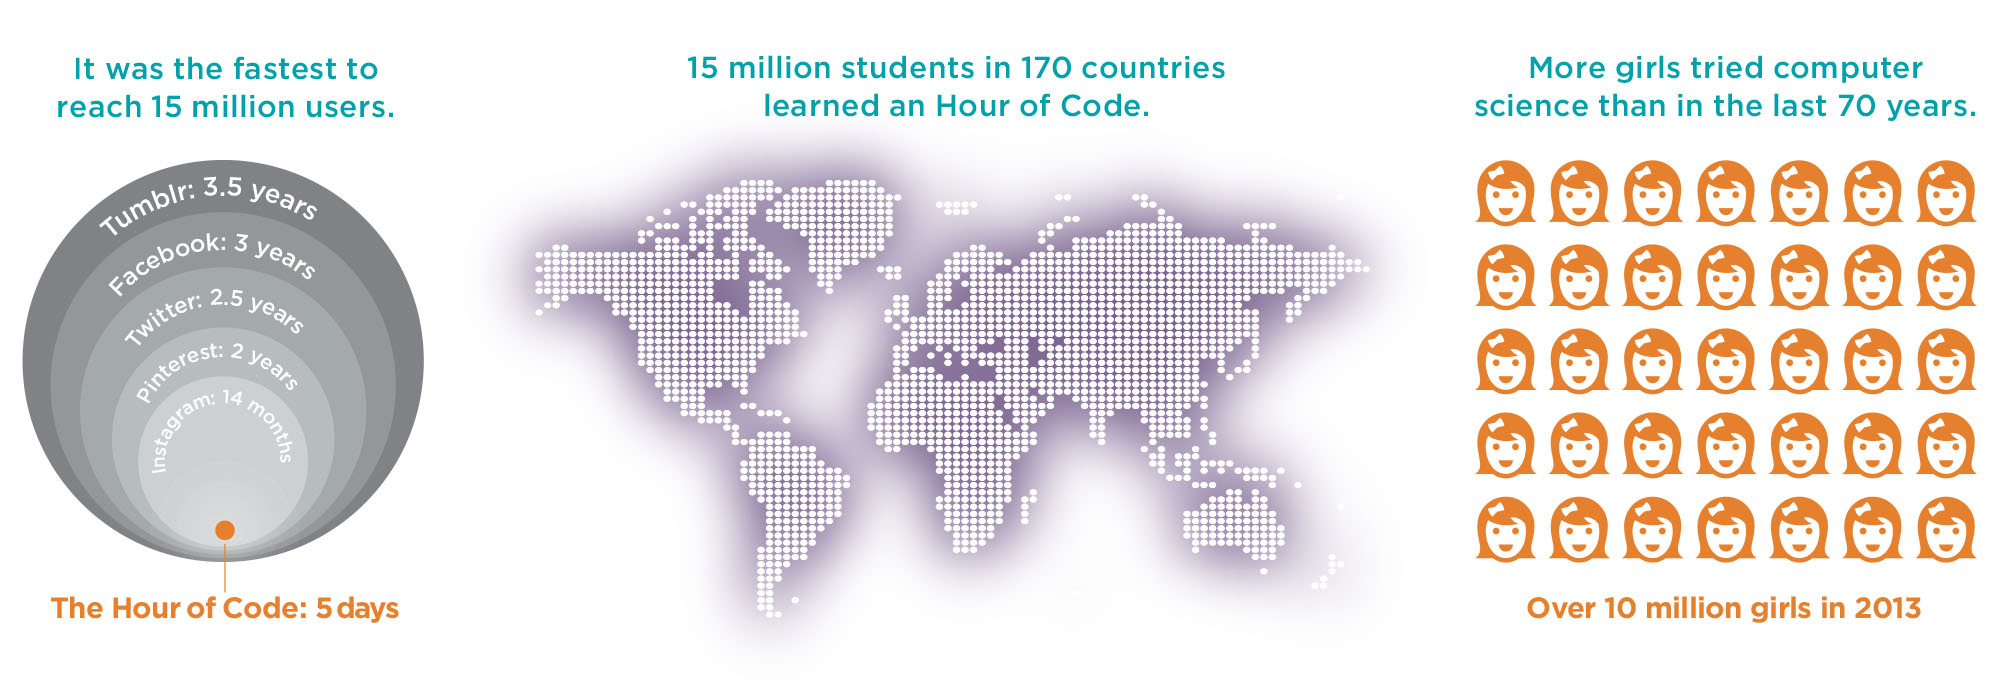 It was the fastest to
reach 15 million users.
Tumblr: 3.5 years
Facebook: 3 years
Twitter: 2.5 years
Pinterest: 2 years
Instagram: 14 months
The Hour of Code: 5 days
15 million students in 170 countries
learned an Hour of Code.
More girls tried computer
science than in the last 70 years.
Over 10 million girls in 2013